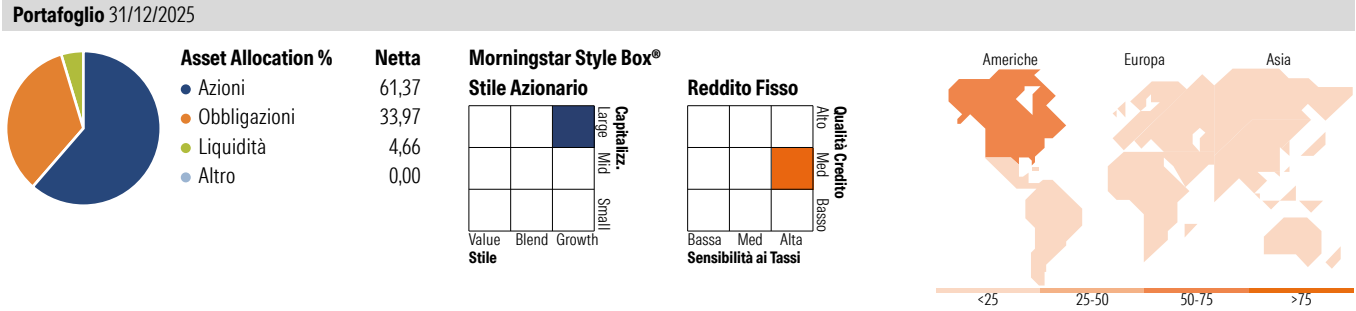 Portafoglio 31/12/2025
Asset Allocation % Netta
Azioni 61,37
Obbligazioni 33,97
Liquidità 4,66
Altro 0,00
Morningstar Style Box®
Stile Azionario
Large
Mid
Small
Capitalizz.
Value Blend Growth
Stile
Reddito Fisso
Alto
Med
Basso
Qualità Credito
Bassa Med Alta
Sensibilità ai Tassi
Americhe Europa Asia
<25 25-50 50-75 >75